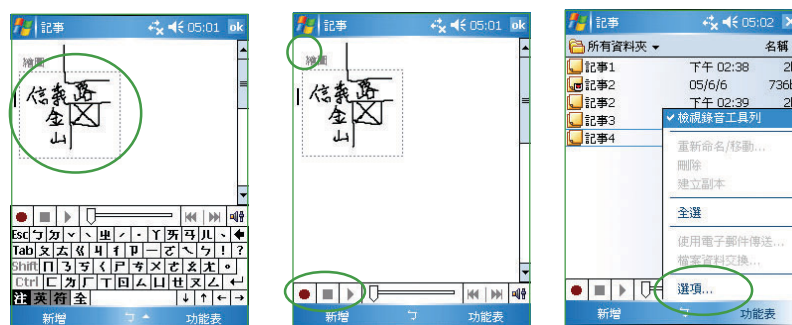 記事 05:01 ok
繪圖
信義路
金
山
Esc ㄅ ㄉ ˇ ˋ ㄓ ˊ ˙ ㄚ ㄞ ㄢ ㄦ
Tab ㄆ ㄊ ㄍ ㄐ ㄔ ㄗ ㄧ ㄛ ㄟ ㄣ ! ?
Shift ㄇ ㄋ ㄎ ㄑ ㄕ ㄘ ㄨ ㄜ ㄠ ㄤ 。
Ctrl ㄈ ㄌ ㄏ ㄒ ㄖ ㄙ ㄩ ㄝ ㄡ ㄥ
注 英 符 全 ↓ ↑ ← →
新增 ㄅ 功能表
記事 05:01 ok
繪圖
信義路
金
山
新增 ㄅ 功能表
記事 05:02
所有資料夾 名稱
記事1 下午 02:38
記事2 05/6/6 736b
記事2 下午 02:39
記事3
記事4
檢視錄音工具列
重新命名/移動...
刪除
建立副本
全選
使用電子郵件傳送...
檔案資料交換...
選項...
新增 ㄅ 功能表